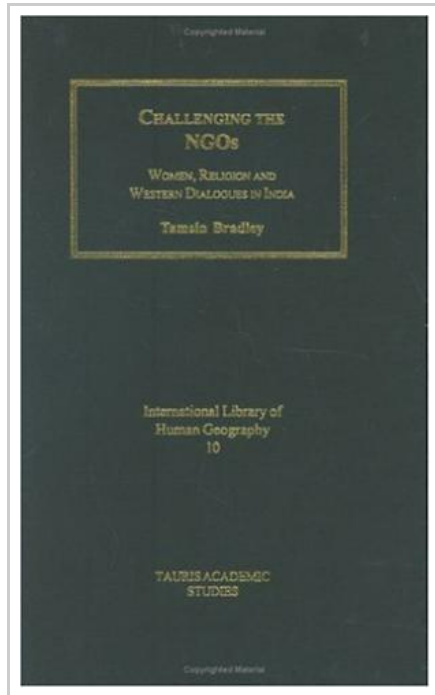 Copyrighted Material
CHALLENGING THE
NGOs
WOMEN, RELIGION AND
WESTERN DIALOGUES IN INDIA
Tamsin Bradley
International Library of
Human Geography
10
TAURIS ACADEMIC
STUDIES
Copyrighted Material